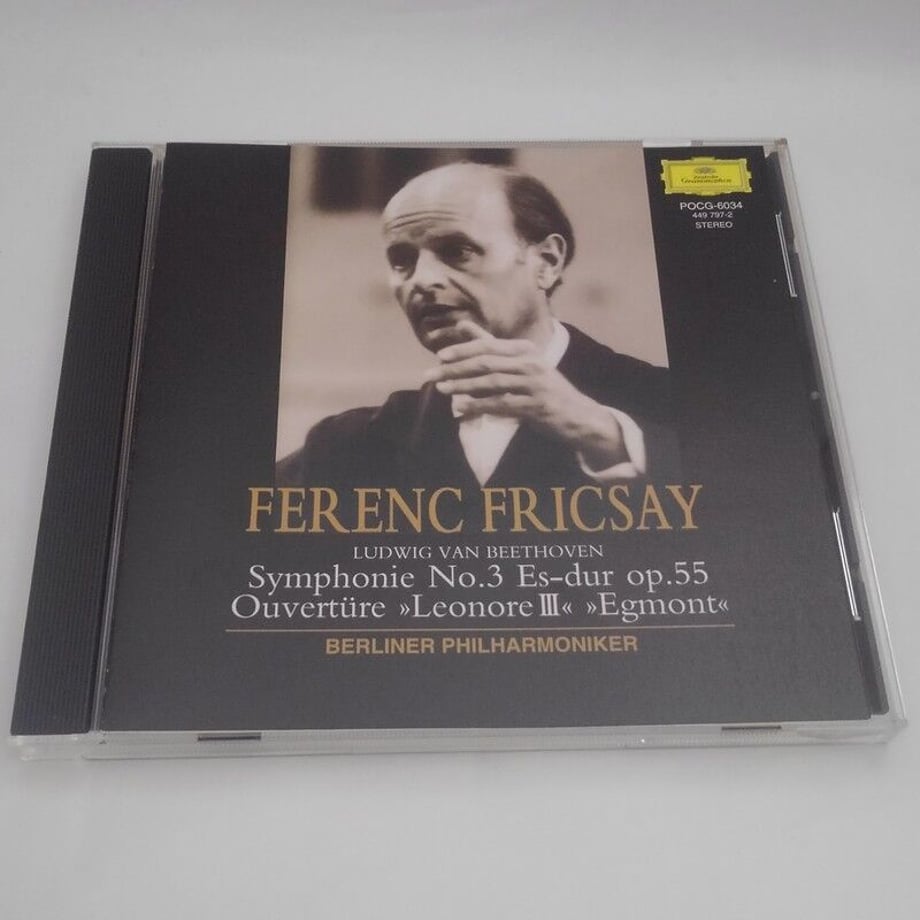 Deutsche
Grammophon
POCG-6034
449 797-2
STEREO
FERENC FRICSAY
LUDWIG VAN BEETHOVEN
Symphonie No.3 Es-dur op.55
Ouvertüre »Leonore Ⅲ« »Egmont«
BERLINER PHILHARMONIKER